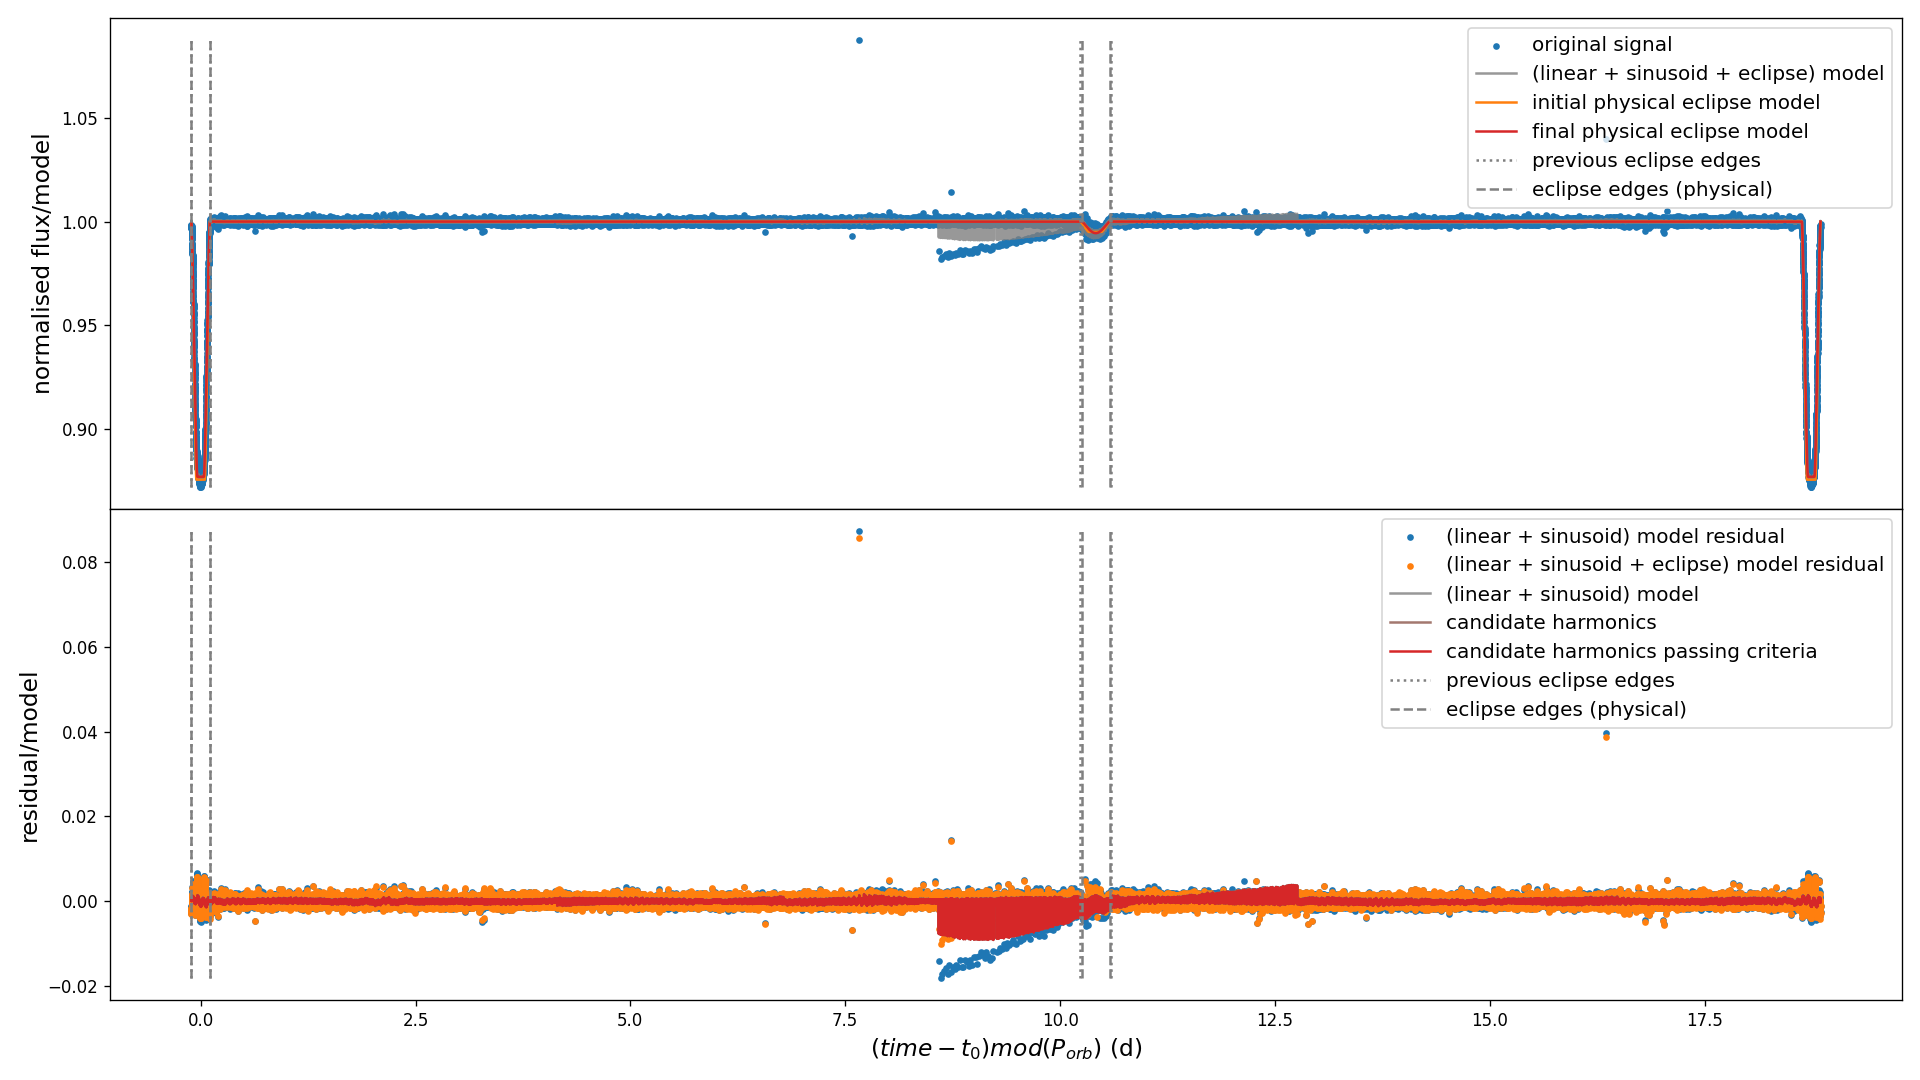 original signal
(linear + sinusoid + eclipse) model
initial physical eclipse model
final physical eclipse model
previous eclipse edges
eclipse edges (physical)
normalised flux/model
1.05
1.00
0.95
0.90
(linear + sinusoid) model residual
(linear + sinusoid + eclipse) model residual
(linear + sinusoid) model
candidate harmonics
candidate harmonics passing criteria
previous eclipse edges
eclipse edges (physical)
residual/model
0.08
0.06
0.04
0.02
0.00
−0.02
0.0 2.5 5.0 7.5 10.0 12.5 15.0 17.5
(time − t₀)mod(Pₒᵣb) (d)